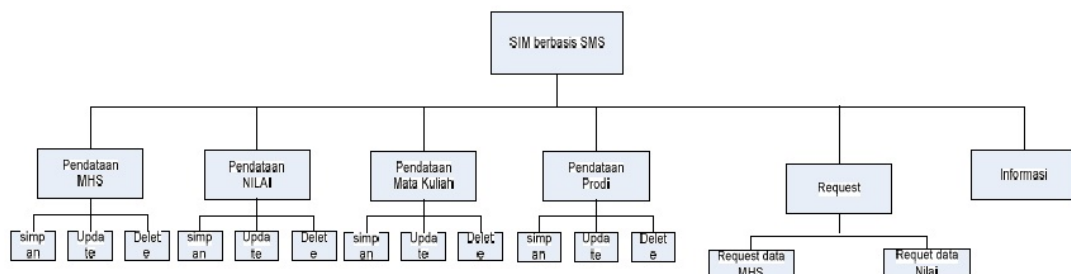 SIM berbasis SMS
Pendataan
MHS
Pendataan
NILAI
Pendataan
Mata Kuliah
Pendataan
Prodi
Request
Informasi
simp
an
Upda
te
Delet
e
simp
an
Upda
te
Delet
e
simp
an
Upda
te
Delet
e
simp
an
Upda
te
Delet
e
Request data
MHS
Requet data
Nilai